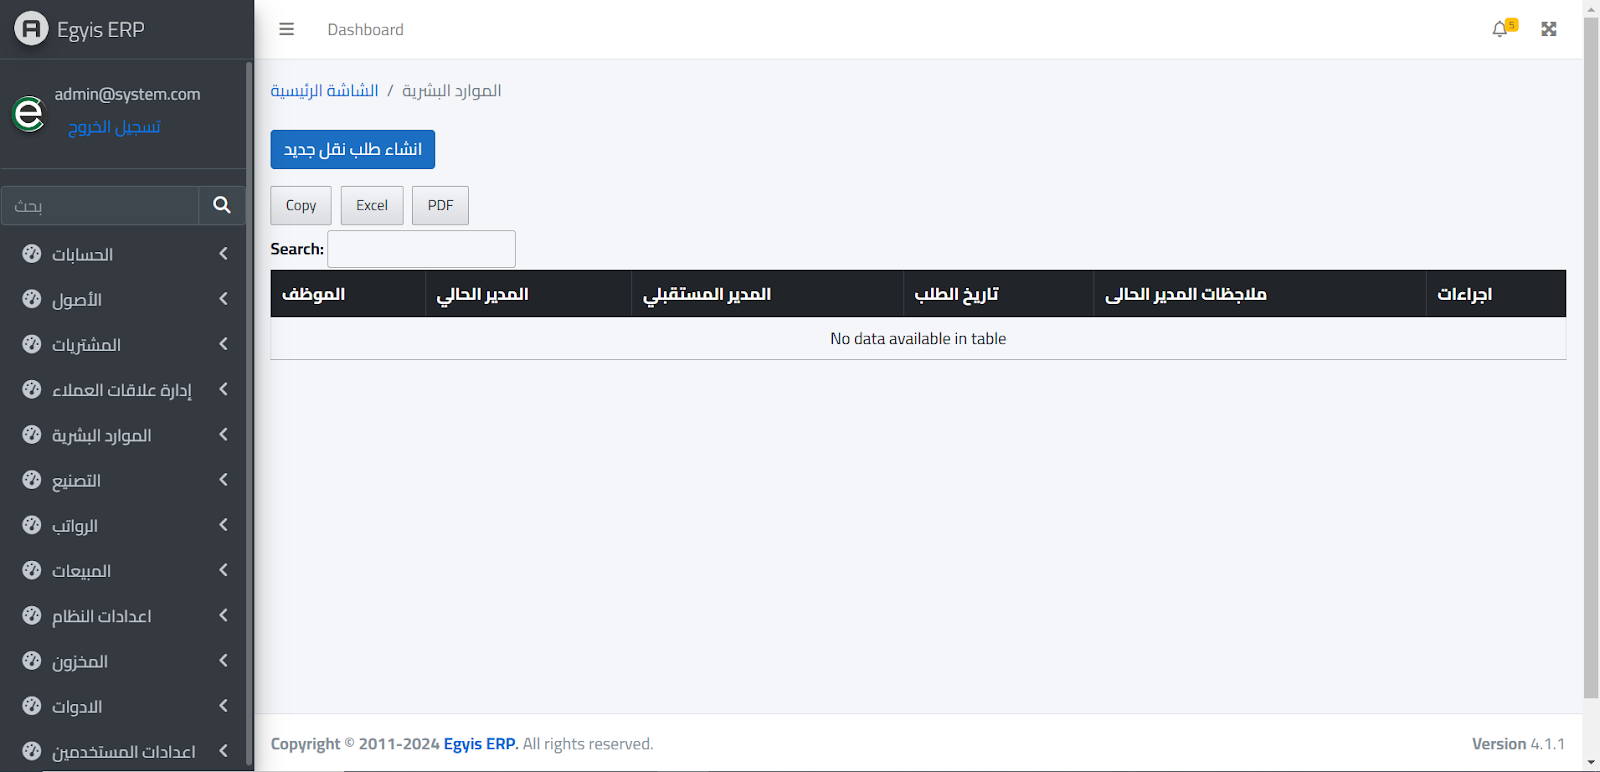 Egyis ERP
Dashboard
5
admin@system.com
تسجيل الخروج
بحث
الحسابات
الأصول
المشتريات
إدارة علاقات العملاء
الموارد البشرية
التصنيع
الرواتب
المبيعات
اعدادات النظام
المخزون
الادوات
اعدادات المستخدمين
الشاشة الرئيسية / الموارد البشرية
انشاء طلب نقل جديد
Copy Excel PDF
Search:
الموظف المدير الحالي المدير المستقبلي تاريخ الطلب ملاجظات المدير الحالى اجراءات
No data available in table
Copyright © 2011-2024 Egyis ERP. All rights reserved.
Version 4.1.1